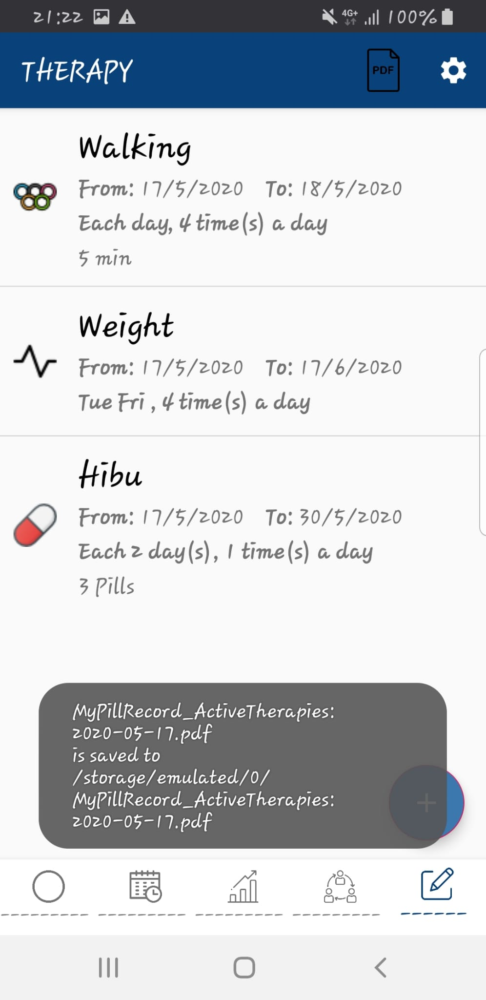 21:22
4G+
100%
THERAPY
PDF
Walking
From: 17/5/2020 To: 18/5/2020
Each day, 4 time(s) a day
5 min
Weight
From: 17/5/2020 To: 17/6/2020
Tue Fri , 4 time(s) a day
Hibu
From: 17/5/2020 To: 30/5/2020
Each 2 day(s), 1 time(s) a day
3 Pills
MyPillRecord_ActiveTherapies:
2020-05-17.pdf
is saved to
/storage/emulated/0/
MyPillRecord_ActiveTherapies:
2020-05-17.pdf